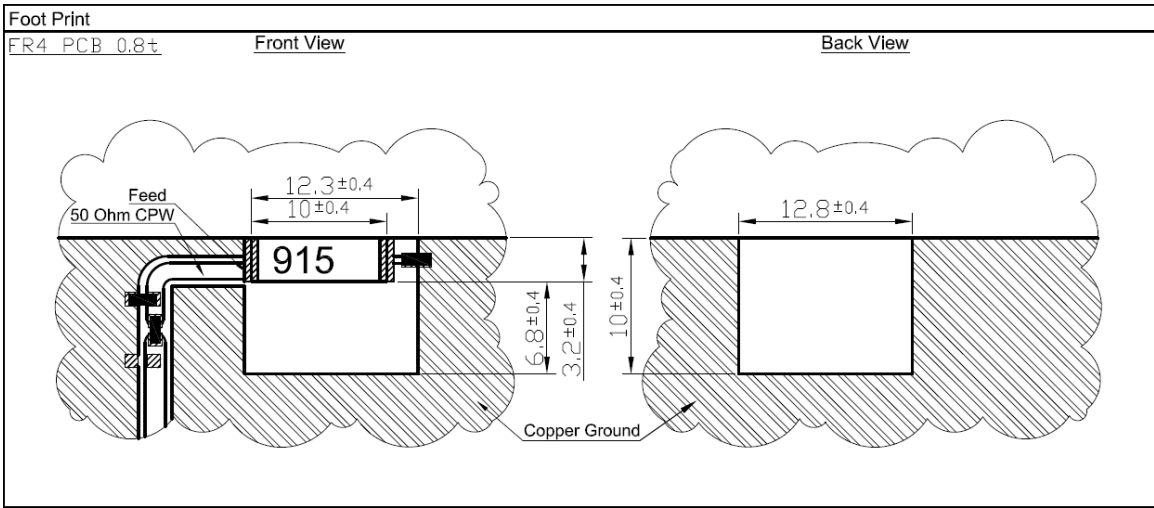 Foot Print
FR4 PCB 0.8t
Front View
Back View
12.3±0.4
10±0.4
Feed
50 Ohm CPW
915
6.8±0.4
3.2±0.4
12.8±0.4
10±0.4
Copper Ground